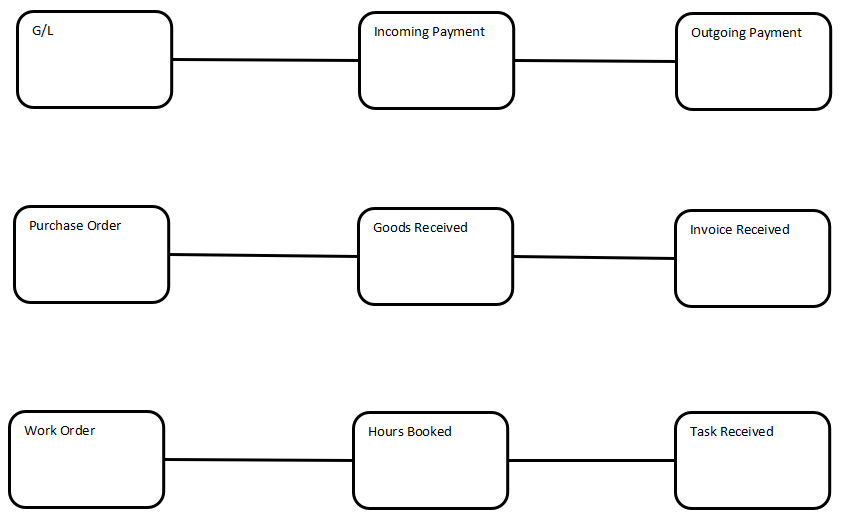 G/L
Incoming Payment
Outgoing Payment
Purchase Order
Goods Received
Invoice Received
Work Order
Hours Booked
Task Received